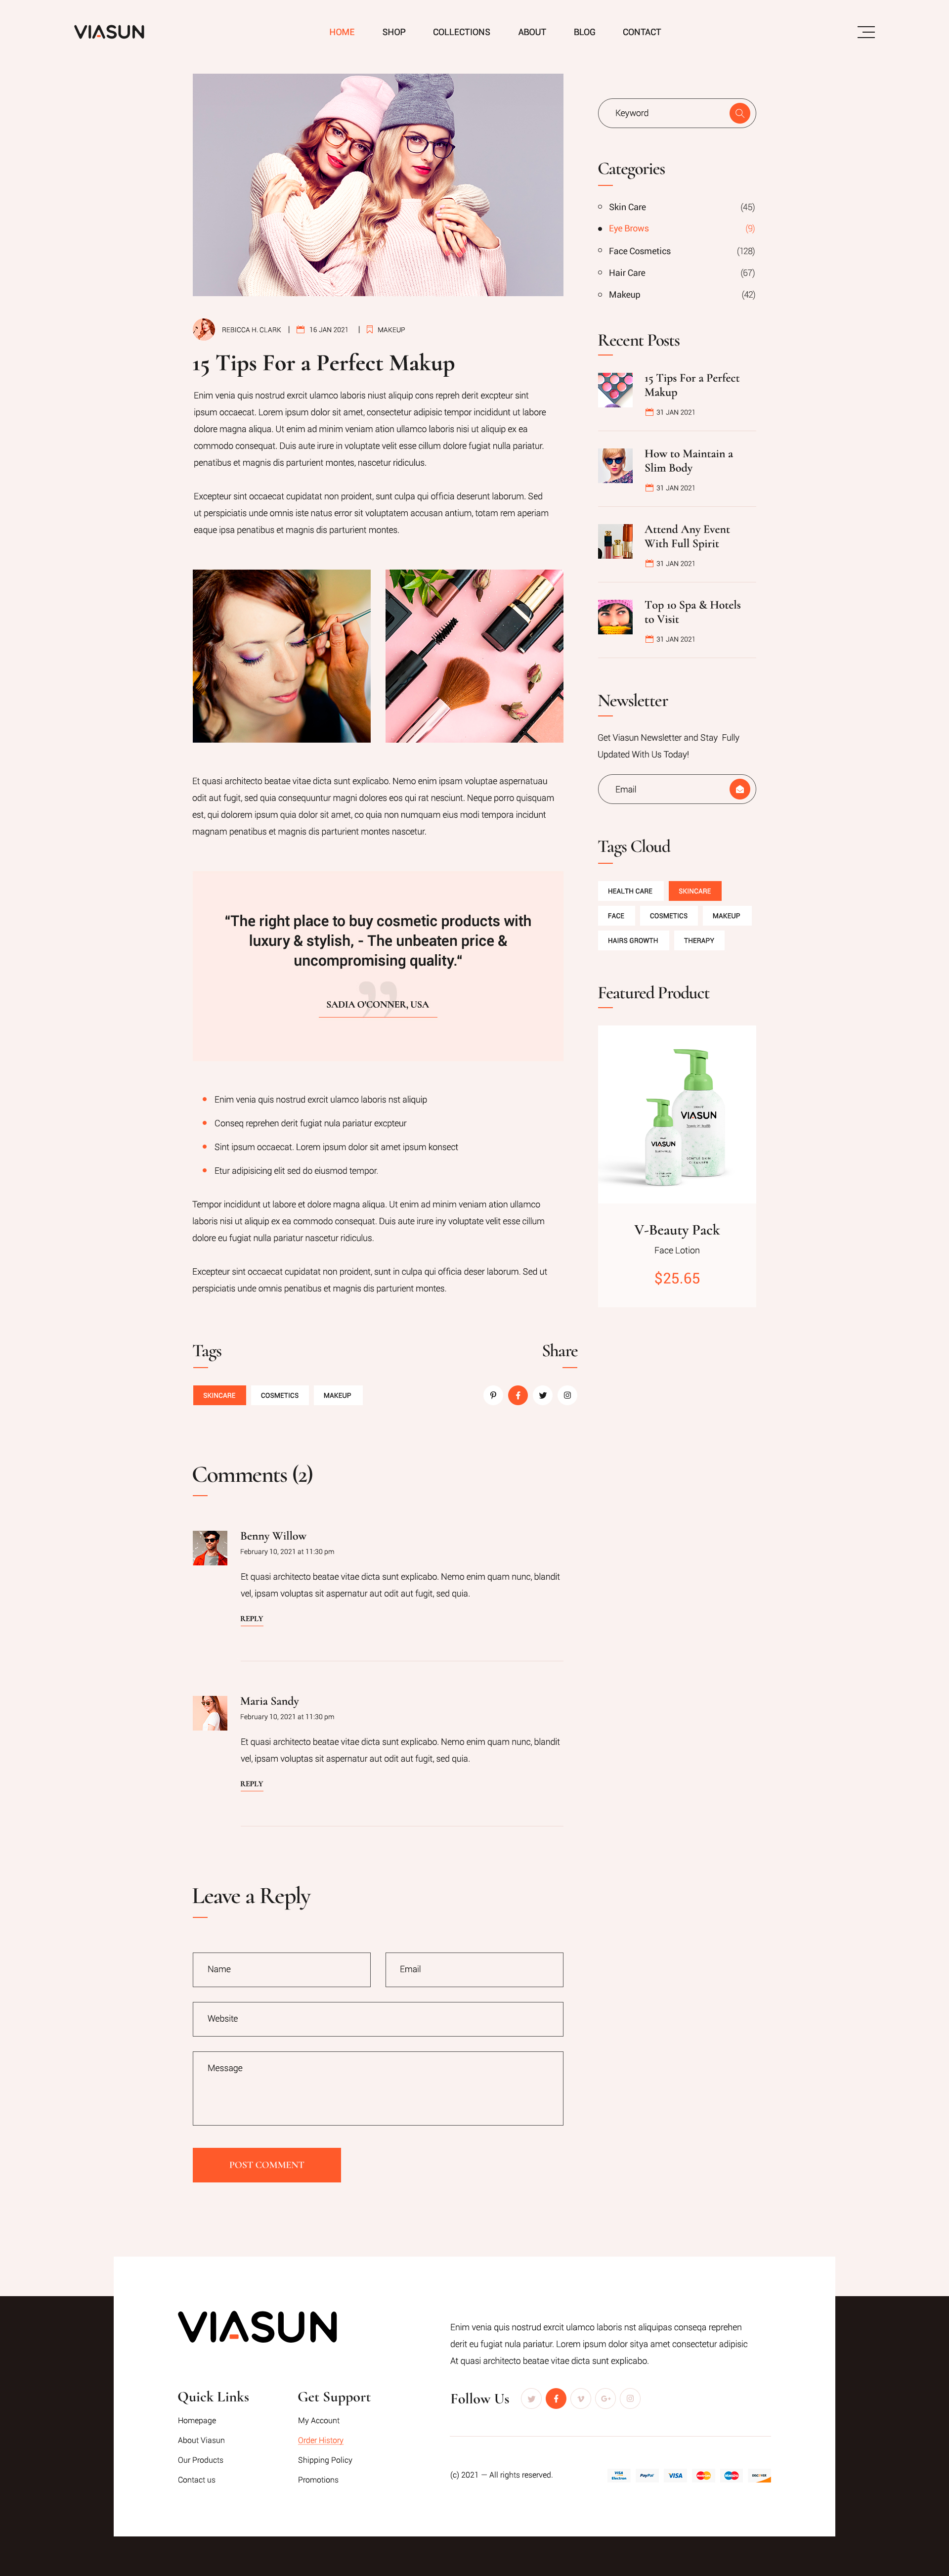 VIASUN
HOME SHOP COLLECTIONS ABOUT BLOG CONTACT
REBICCA H. CLARK | 16 JAN 2021 | MAKEUP
15 Tips For a Perfect Makup
Enim venia quis nostrud exrcit ulamco laboris niust aliquip cons repreh derit excpteur sint
ipsum occaecat. Lorem ipsum dolor sit amet, consectetur adipisic tempor incididunt ut labore
dolore magna aliqua. Ut enim ad minim veniam ation ullamco laboris nisi ut aliquip ex ea
commodo consequat. Duis aute irure in voluptate velit esse cillum dolore fugiat nulla pariatur.
penatibus et magnis dis parturient montes, nascetur ridiculus.
Excepteur sint occaecat cupidatat non proident, sunt culpa qui officia deserunt laborum. Sed
ut perspiciatis unde omnis iste natus error sit voluptatem accusan antium, totam rem aperiam
eaque ipsa penatibus et magnis dis parturient montes.
Et quasi architecto beatae vitae dicta sunt explicabo. Nemo enim ipsam voluptae aspernatuau
odit aut fugit, sed quia consequuntur magni dolores eos qui rat nesciunt. Neque porro quisquam
est, qui dolorem ipsum quia dolor sit amet, co quia non numquam eius modi tempora incidunt
magnam penatibus et magnis dis parturient montes nascetur.
“The right place to buy cosmetic products with
luxury & stylish, - The unbeaten price &
uncompromising quality.“
SADIA O'CONNER, USA
Enim venia quis nostrud exrcit ulamco laboris nst aliquip
Conseq reprehen derit fugiat nula pariatur excpteur
Sint ipsum occaecat. Lorem ipsum dolor sit amet ipsum konsect
Etur adipisicing elit sed do eiusmod tempor.
Tempor incididunt ut labore et dolore magna aliqua. Ut enim ad minim veniam ation ullamco
laboris nisi ut aliquip ex ea commodo consequat. Duis aute irure iny voluptate velit esse cillum
dolore eu fugiat nulla pariatur nascetur ridiculus.
Excepteur sint occaecat cupidatat non proident, sunt in culpa qui officia deser laborum. Sed ut
perspiciatis unde omnis penatibus et magnis dis parturient montes.
Tags
SKINCARE COSMETICS MAKEUP
Share
Comments (2)
Benny Willow
February 10, 2021 at 11:30 pm
Et quasi architecto beatae vitae dicta sunt explicabo. Nemo enim quam nunc, blandit
vel, ipsam voluptas sit aspernatur aut odit aut fugit, sed quia.
REPLY
Maria Sandy
February 10, 2021 at 11:30 pm
Et quasi architecto beatae vitae dicta sunt explicabo. Nemo enim quam nunc, blandit
vel, ipsam voluptas sit aspernatur aut odit aut fugit, sed quia.
REPLY
Leave a Reply
Name
Email
Website
Message
POST COMMENT
Keyword
Categories
Skin Care (45)
Eye Brows (9)
Face Cosmetics (128)
Hair Care (67)
Makeup (42)
Recent Posts
15 Tips For a Perfect
Makup
31 JAN 2021
How to Maintain a
Slim Body
31 JAN 2021
Attend Any Event
With Full Spirit
31 JAN 2021
Top 10 Spa & Hotels
to Visit
31 JAN 2021
Newsletter
Get Viasun Newsletter and Stay Fully
Updated With Us Today!
Email
Tags Cloud
HEALTH CARE SKINCARE
FACE COSMETICS MAKEUP
HAIRS GROWTH THERAPY
Featured Product
VIASUN
VIASUN
V-Beauty Pack
Face Lotion
$25.65
VIASUN
Quick Links
Homepage
About Viasun
Our Products
Contact us
Get Support
My Account
Order History
Shipping Policy
Promotions
Enim venia quis nostrud exrcit ulamco laboris nst aliquipas conseqa reprehen
derit eu fugiat nula pariatur. Lorem ipsum dolor sitya amet consectetur adipisic
At quasi architecto beatae vitae dicta sunt explicabo.
Follow Us
(c) 2021 — All rights reserved.
VISA
Electron
PayPal
VISA
DISCOVER